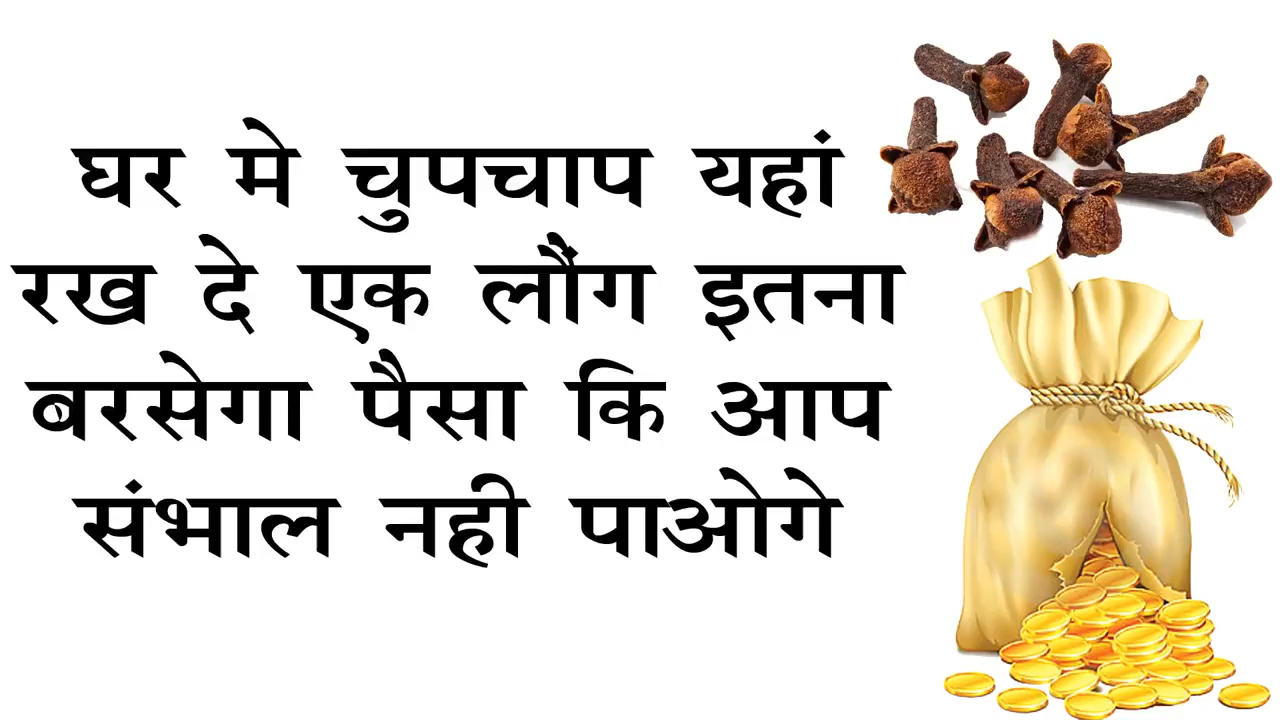 घर मे चुपचाप यहां
रख दे एक लौंग इतना
बरसेगा पैसा कि आप
संभाल नही पाओगे